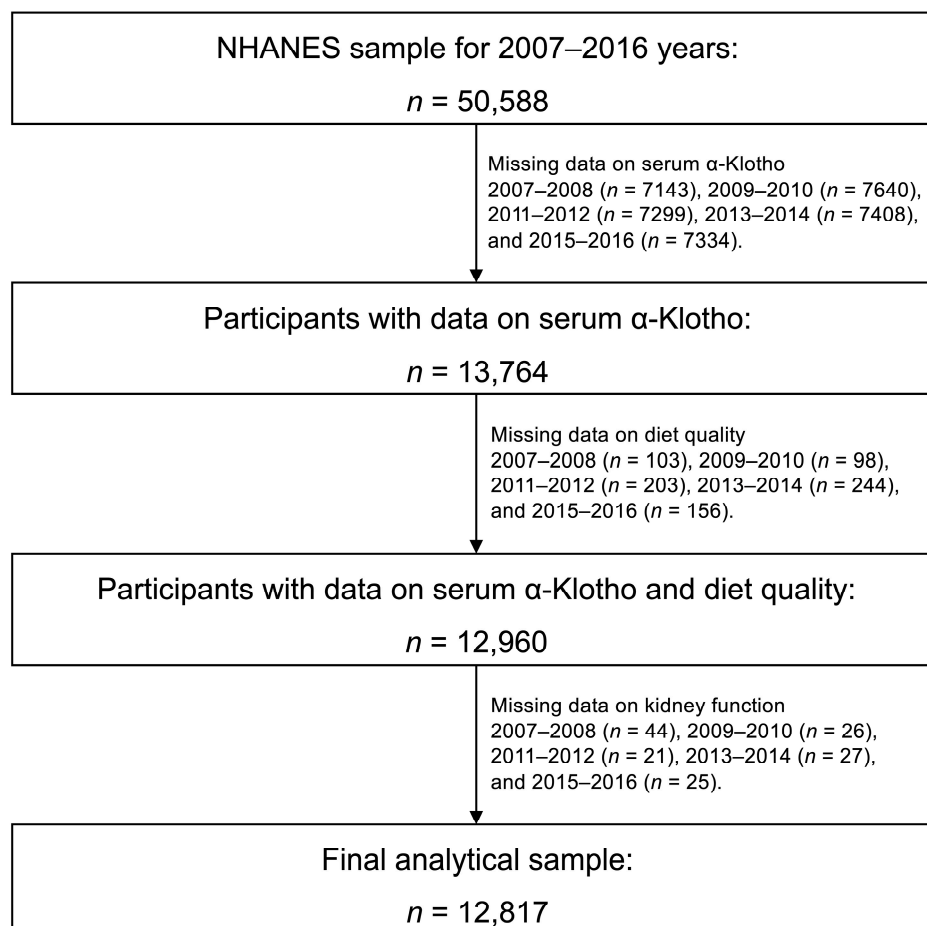 NHANES sample for 2007–2016 years:
n = 50,588
Missing data on serum α-Klotho
2007–2008 (n = 7143), 2009–2010 (n = 7640),
2011–2012 (n = 7299), 2013–2014 (n = 7408),
and 2015–2016 (n = 7334).
Participants with data on serum α-Klotho:
n = 13,764
Missing data on diet quality
2007–2008 (n = 103), 2009–2010 (n = 98),
2011–2012 (n = 203), 2013–2014 (n = 244),
and 2015–2016 (n = 156).
Participants with data on serum α-Klotho and diet quality:
n = 12,960
Missing data on kidney function
2007–2008 (n = 44), 2009–2010 (n = 26),
2011–2012 (n = 21), 2013–2014 (n = 27),
and 2015–2016 (n = 25).
Final analytical sample:
n = 12,817